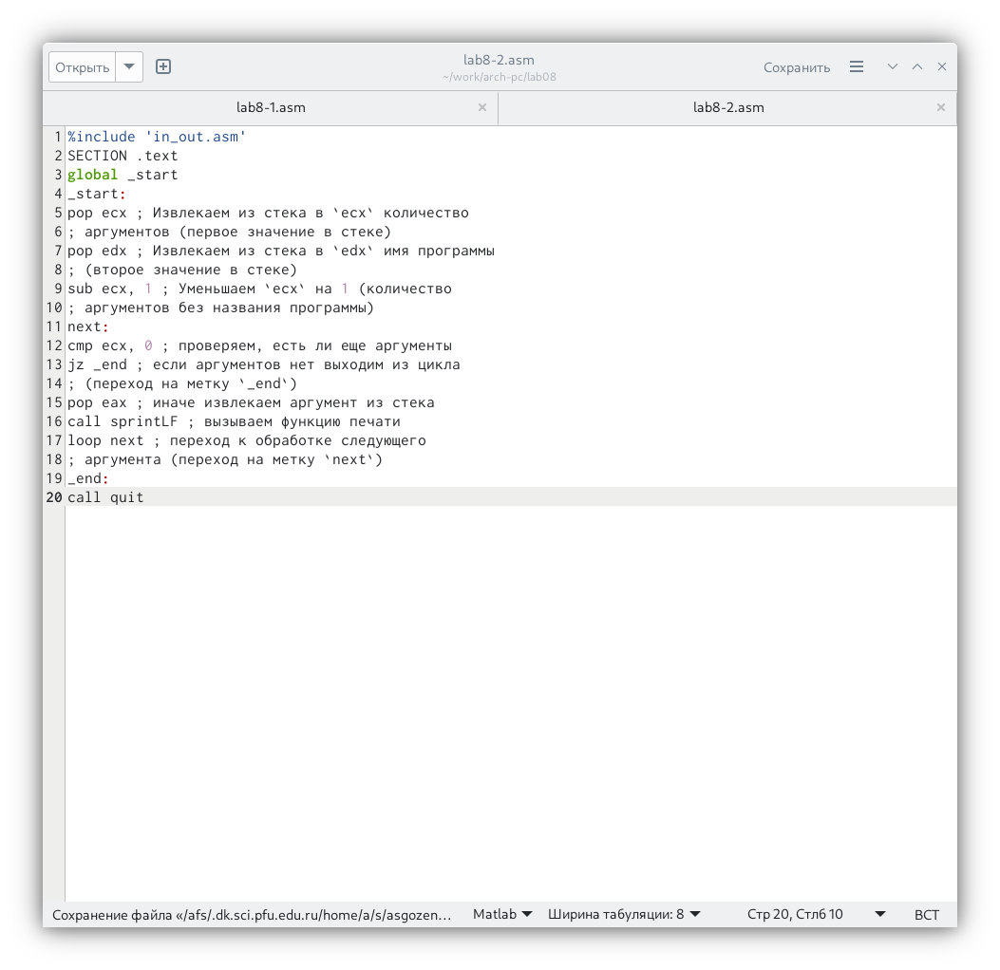 Открыть
lab8-2.asm
~/work/arch-pc/lab08
Сохранить
lab8-1.asm
lab8-2.asm
1 %include 'in_out.asm'
2 SECTION .text
3 global _start
4 _start:
5 pop ecx ; Извлекаем из стека в `ecx` количество
6 ; аргументов (первое значение в стеке)
7 pop edx ; Извлекаем из стека в `edx` имя программы
8 ; (второе значение в стеке)
9 sub ecx, 1 ; Уменьшаем `ecx` на 1 (количество
10 ; аргументов без названия программы)
11 next:
12 cmp ecx, 0 ; проверяем, есть ли еще аргументы
13 jz _end ; если аргументов нет выходим из цикла
14 ; (переход на метку `_end`)
15 pop eax ; иначе извлекаем аргумент из стека
16 call sprintLF ; вызываем функцию печати
17 loop next ; переход к обработке следующего
18 ; аргумента (переход на метку `next`)
19 _end:
20 call quit
Сохранение файла «/afs/.dk.sci.pfu.edu.ru/home/a/s/asgozen… Matlab Ширина табуляции: 8 Стр 20, Стлб 10 ВСТ